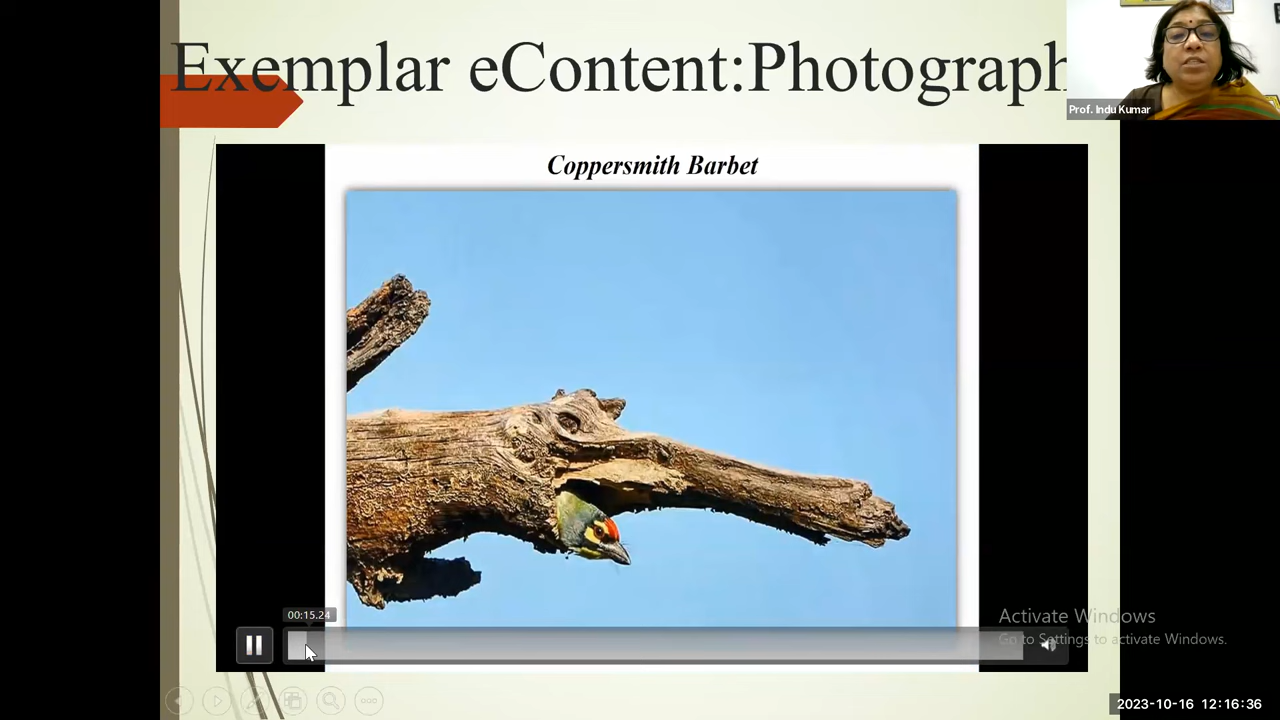 Exemplar eContent:Photograph
Prof. Indu Kumar
Coppersmith Barbet
00:15.24
Activate Windows
Go to Settings to activate Windows.
2023-10-16 12:16:36